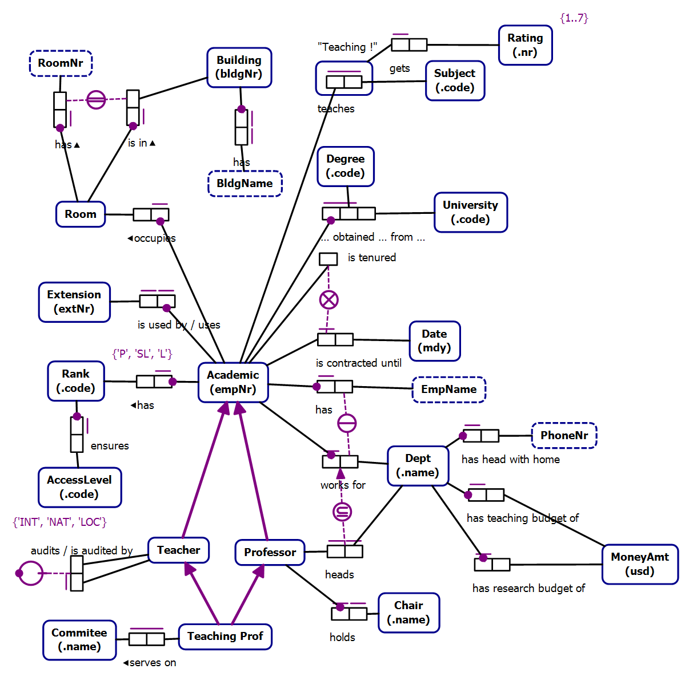 {1..7}
Rating
(.nr)
"Teaching !"
gets
Subject
(.code)
teaches
RoomNr
Building
(bldgNr)
has▲
is in▲
has
BldgName
Degree
(.code)
University
(.code)
Room
◄occupies
... obtained ... from ...
is tenured
Extension
(extNr)
is used by / uses
Date
(mdy)
is contracted until
{'P', 'SL', 'L'}
Rank
(.code)
◄has
Academic
(empNr)
has
EmpName
ensures
AccessLevel
(.code)
works for
Dept
(.name)
has head with home
PhoneNr
has teaching budget of
{'INT', 'NAT', 'LOC'}
audits / is audited by
Teacher
Professor
heads
has research budget of
MoneyAmt
(usd)
Chair
(.name)
holds
Commitee
(.name)
◄serves on
Teaching Prof